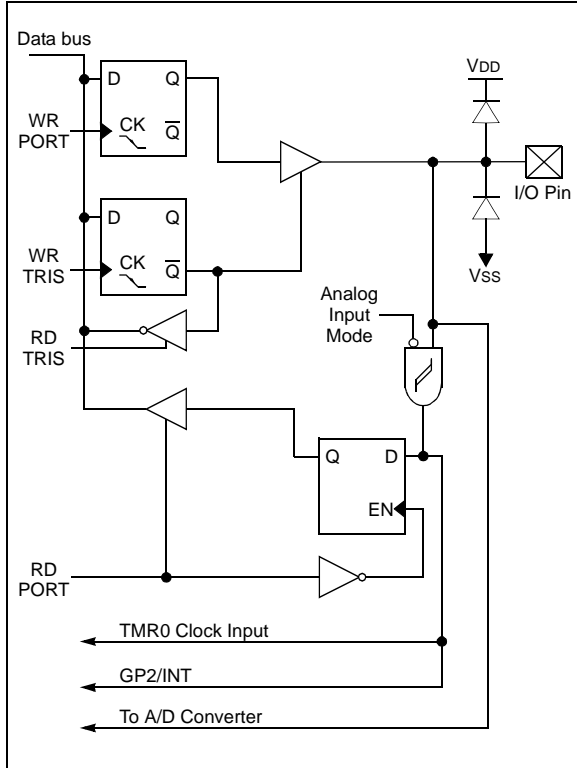 Data bus
D Q
WR
PORT
CK
Q̅
VDD
I/O Pin
VSS
D Q
WR
TRIS
CK
Q̅
RD
TRIS
Analog
Input
Mode
Q D
EN
RD
PORT
TMR0 Clock Input
GP2/INT
To A/D Converter